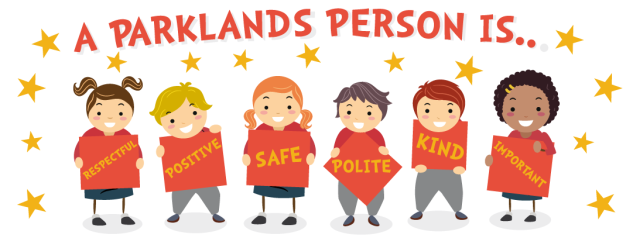 A PARKLANDS PERSON IS...
RESPECTFUL
POSITIVE
SAFE
POLITE
KIND
IMPORTANT